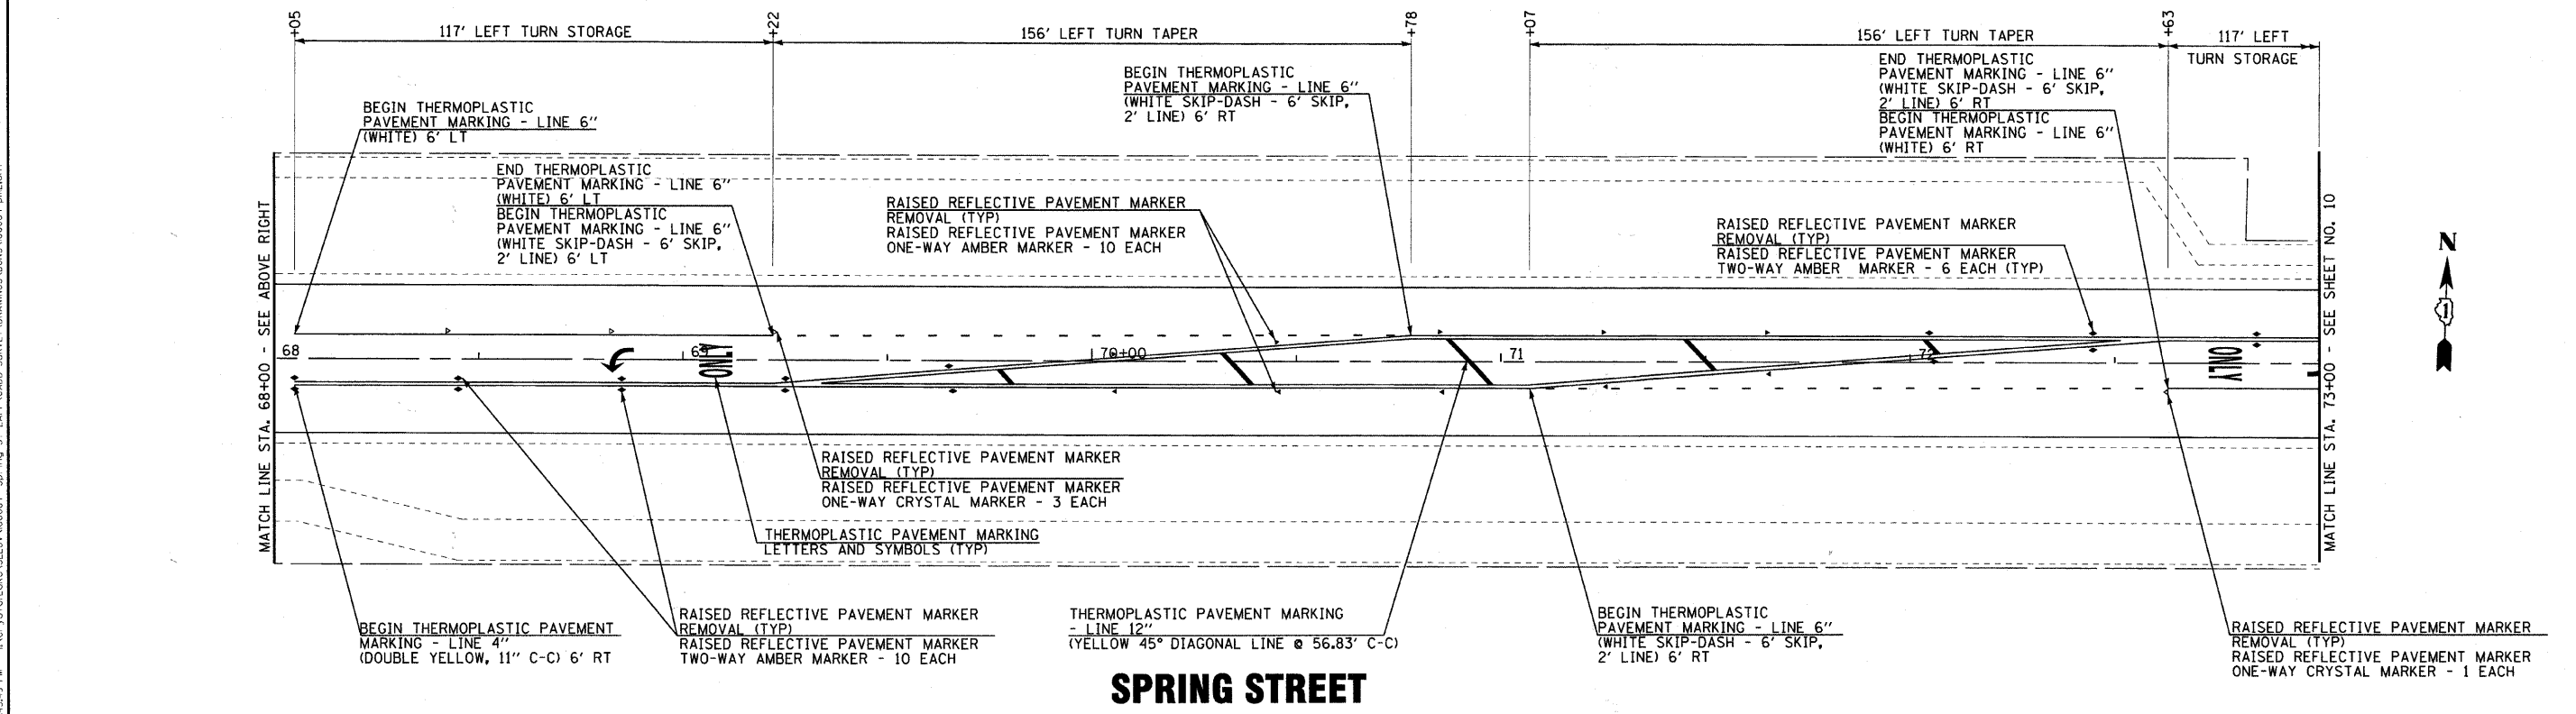 +05
+22
+78
+07
+63
117' LEFT TURN STORAGE
156' LEFT TURN TAPER
156' LEFT TURN TAPER
117' LEFT
TURN STORAGE
BEGIN THERMOPLASTIC
PAVEMENT MARKING - LINE 6"
(WHITE) 6' LT
END THERMOPLASTIC
PAVEMENT MARKING - LINE 6"
(WHITE) 6' LT
BEGIN THERMOPLASTIC
PAVEMENT MARKING - LINE 6"
(WHITE SKIP-DASH - 6' SKIP,
2' LINE) 6' LT
RAISED REFLECTIVE PAVEMENT MARKER
REMOVAL (TYP)
RAISED REFLECTIVE PAVEMENT MARKER
ONE-WAY AMBER MARKER - 10 EACH
BEGIN THERMOPLASTIC
PAVEMENT MARKING - LINE 6"
(WHITE SKIP-DASH - 6' SKIP,
2' LINE) 6' RT
RAISED REFLECTIVE PAVEMENT MARKER
REMOVAL (TYP)
RAISED REFLECTIVE PAVEMENT MARKER
TWO-WAY AMBER MARKER - 6 EACH (TYP)
END THERMOPLASTIC
PAVEMENT MARKING - LINE 6"
(WHITE SKIP-DASH - 6' SKIP,
2' LINE) 6' RT
BEGIN THERMOPLASTIC
PAVEMENT MARKING - LINE 6"
(WHITE) 6' RT
MATCH LINE STA. 68+00 - SEE ABOVE RIGHT
68
69
ONLY
70+00
71
72
ONLY
MATCH LINE STA. 73+00 - SEE SHEET NO. 10
N
1
RAISED REFLECTIVE PAVEMENT MARKER
REMOVAL (TYP)
RAISED REFLECTIVE PAVEMENT MARKER
ONE-WAY CRYSTAL MARKER - 3 EACH
THERMOPLASTIC PAVEMENT MARKING
LETTERS AND SYMBOLS (TYP)
BEGIN THERMOPLASTIC PAVEMENT
MARKING - LINE 4"
(DOUBLE YELLOW, 11" C-C) 6' RT
RAISED REFLECTIVE PAVEMENT MARKER
REMOVAL (TYP)
RAISED REFLECTIVE PAVEMENT MARKER
TWO-WAY AMBER MARKER - 10 EACH
THERMOPLASTIC PAVEMENT MARKING
- LINE 12"
(YELLOW 45° DIAGONAL LINE @ 56.83' C-C)
BEGIN THERMOPLASTIC
PAVEMENT MARKING - LINE 6"
(WHITE SKIP-DASH - 6' SKIP,
2' LINE) 6' RT
RAISED REFLECTIVE PAVEMENT MARKER
REMOVAL (TYP)
RAISED REFLECTIVE PAVEMENT MARKER
ONE-WAY CRYSTAL MARKER - 1 EACH
SPRING STREET